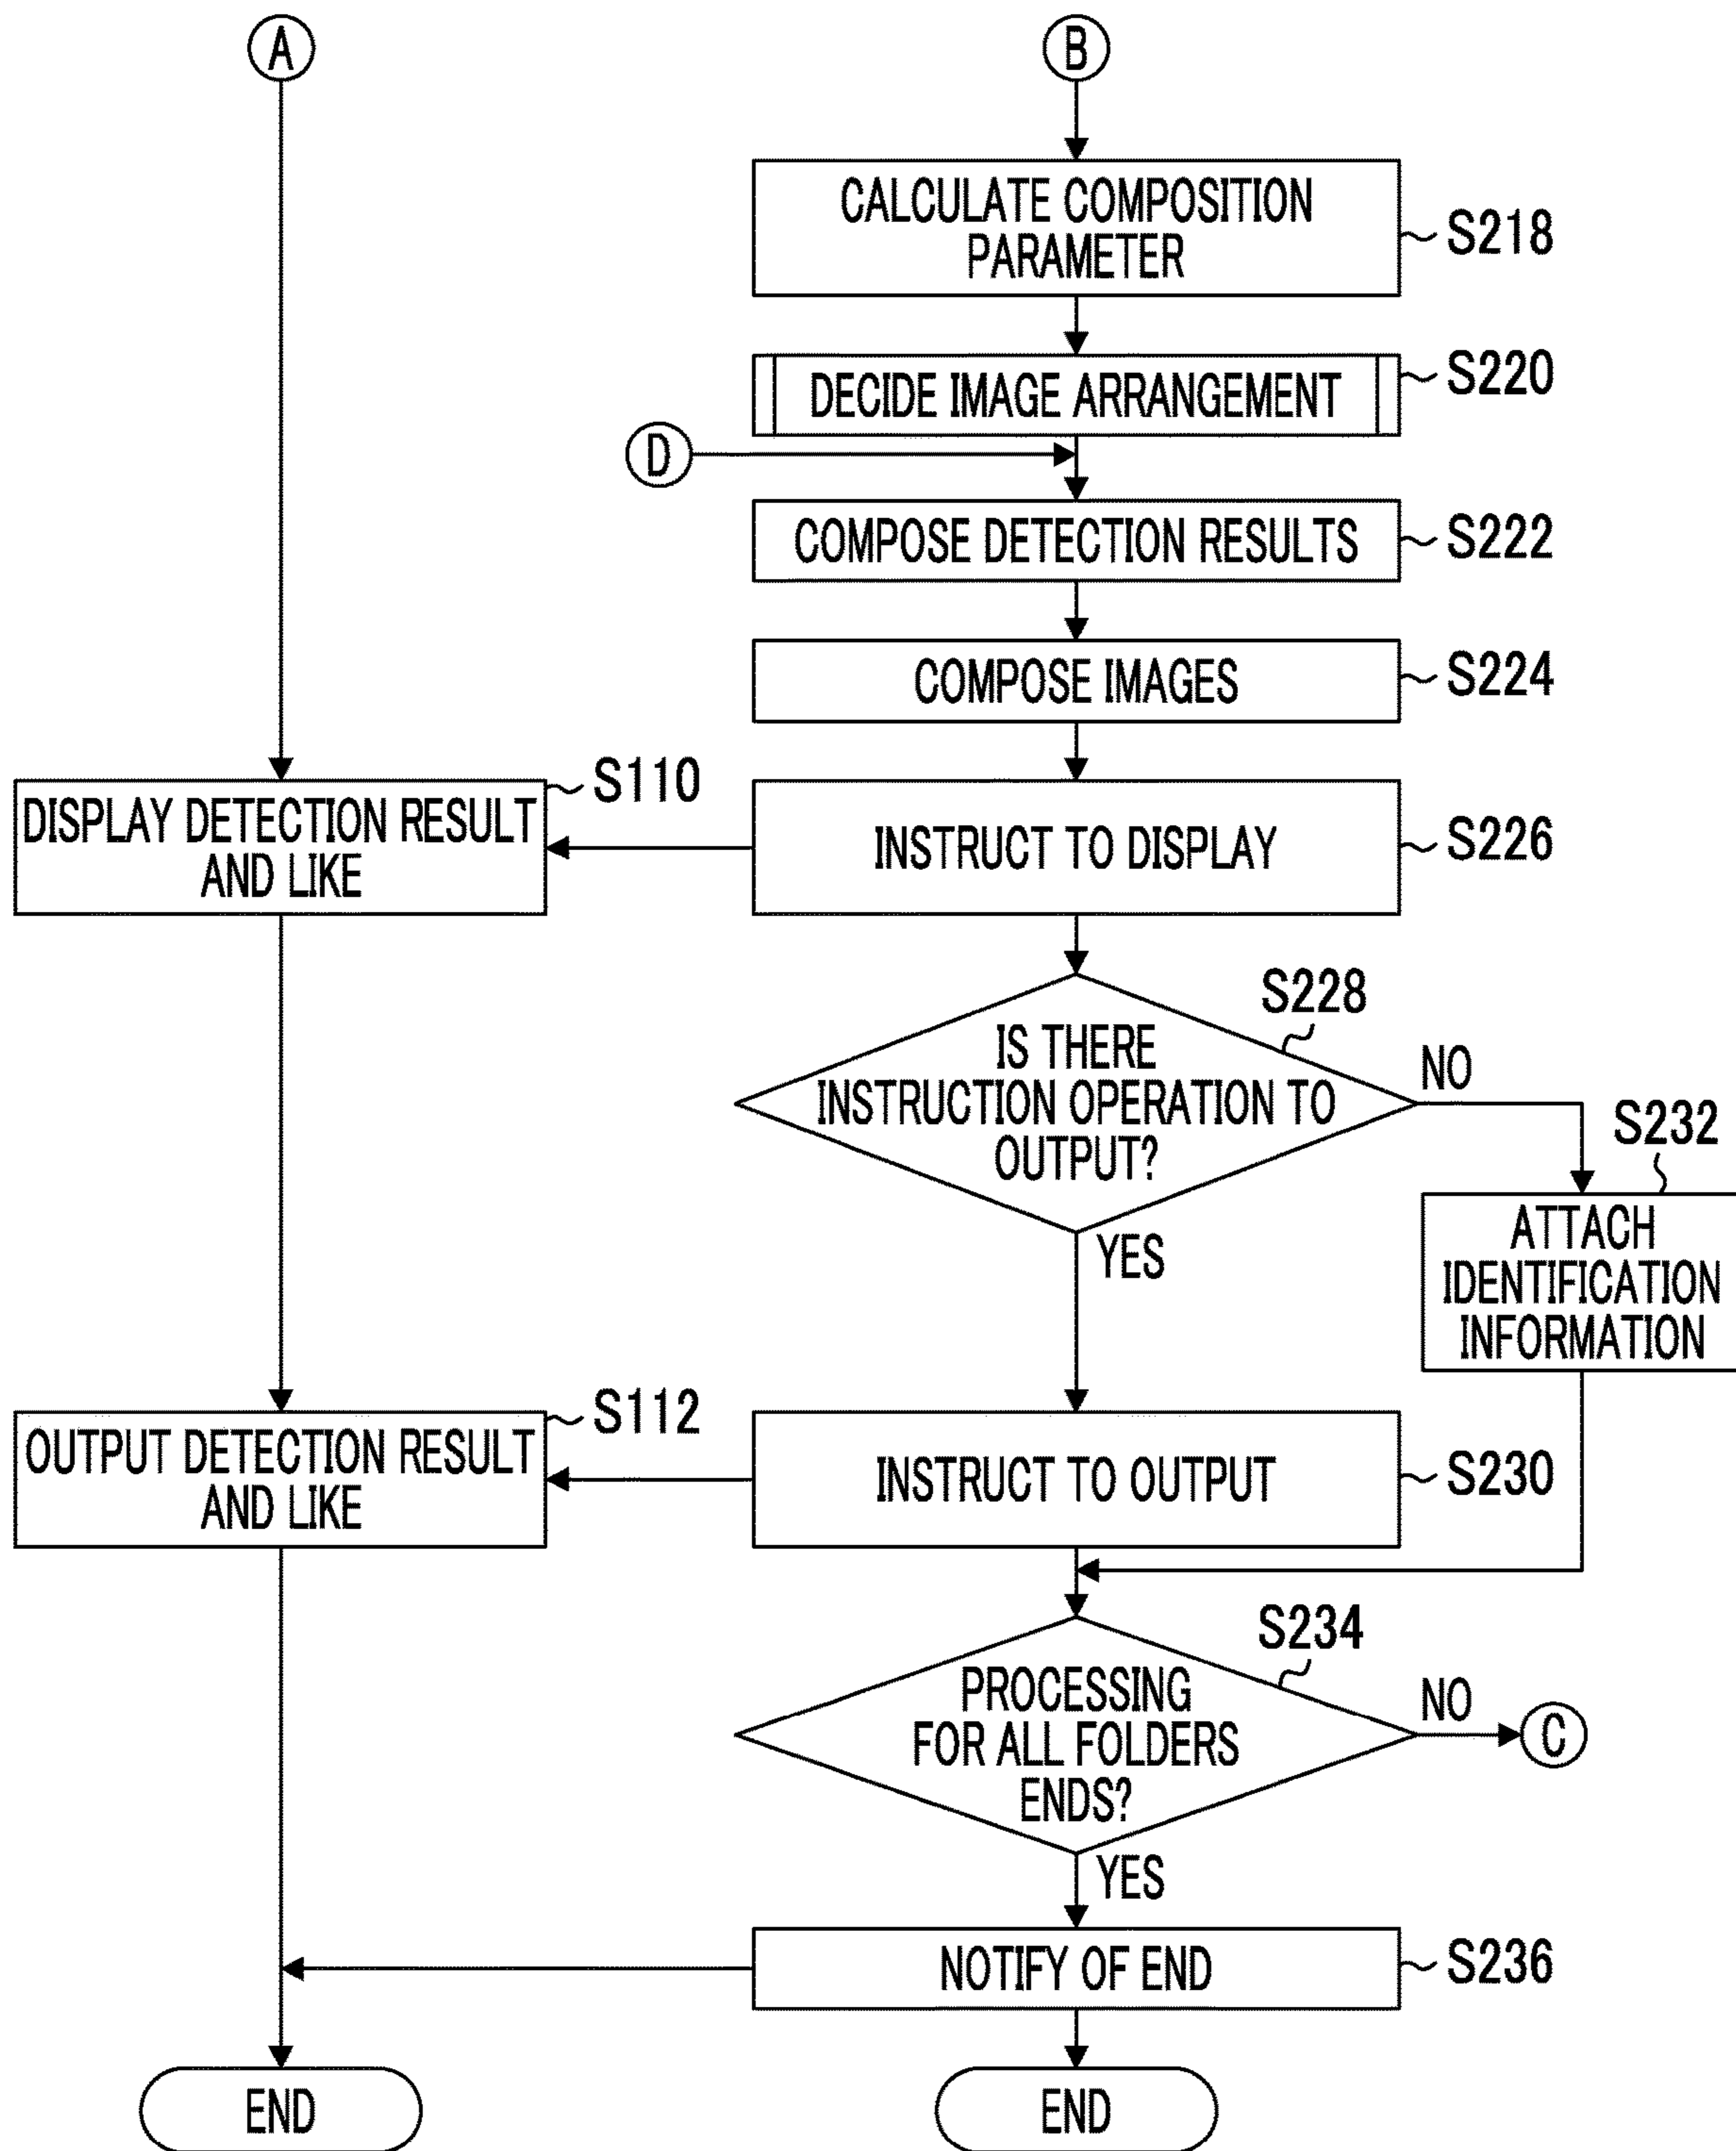 A
B
CALCULATE COMPOSITION
PARAMETER
S218
DECIDE IMAGE ARRANGEMENT
S220
D
COMPOSE DETECTION RESULTS
S222
COMPOSE IMAGES
S224
DISPLAY DETECTION RESULT
AND LIKE
S110
INSTRUCT TO DISPLAY
S226
IS THERE
INSTRUCTION OPERATION TO
OUTPUT?
S228
NO
YES
S232
ATTACH
IDENTIFICATION
INFORMATION
OUTPUT DETECTION RESULT
AND LIKE
S112
INSTRUCT TO OUTPUT
S230
PROCESSING
FOR ALL FOLDERS
ENDS?
S234
NO
C
YES
NOTIFY OF END
S236
END
END